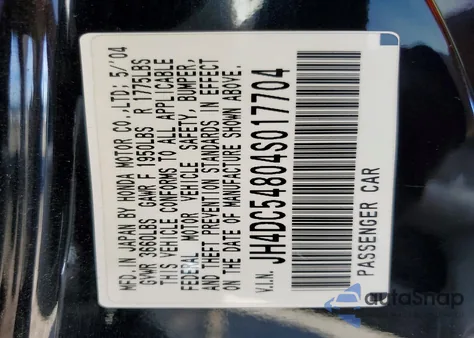 MFD. IN JAPAN BY HONDA MOTOR CO.,LTD; 5/'04
GVWR 3660LBS GAWR F 1950LBS R 1775LBS
THIS VEHICLE CONFORMS TO ALL APPLICABLE
FEDERAL MOTOR VEHICLE SAFETY, BUMPER,
AND THEFT PREVENTION STANDARDS IN EFFECT
ON THE DATE OF MANUFACTURE SHOWN ABOVE.
V.I.N. JH4DC54804S017704
PASSENGER CAR
autoSnap